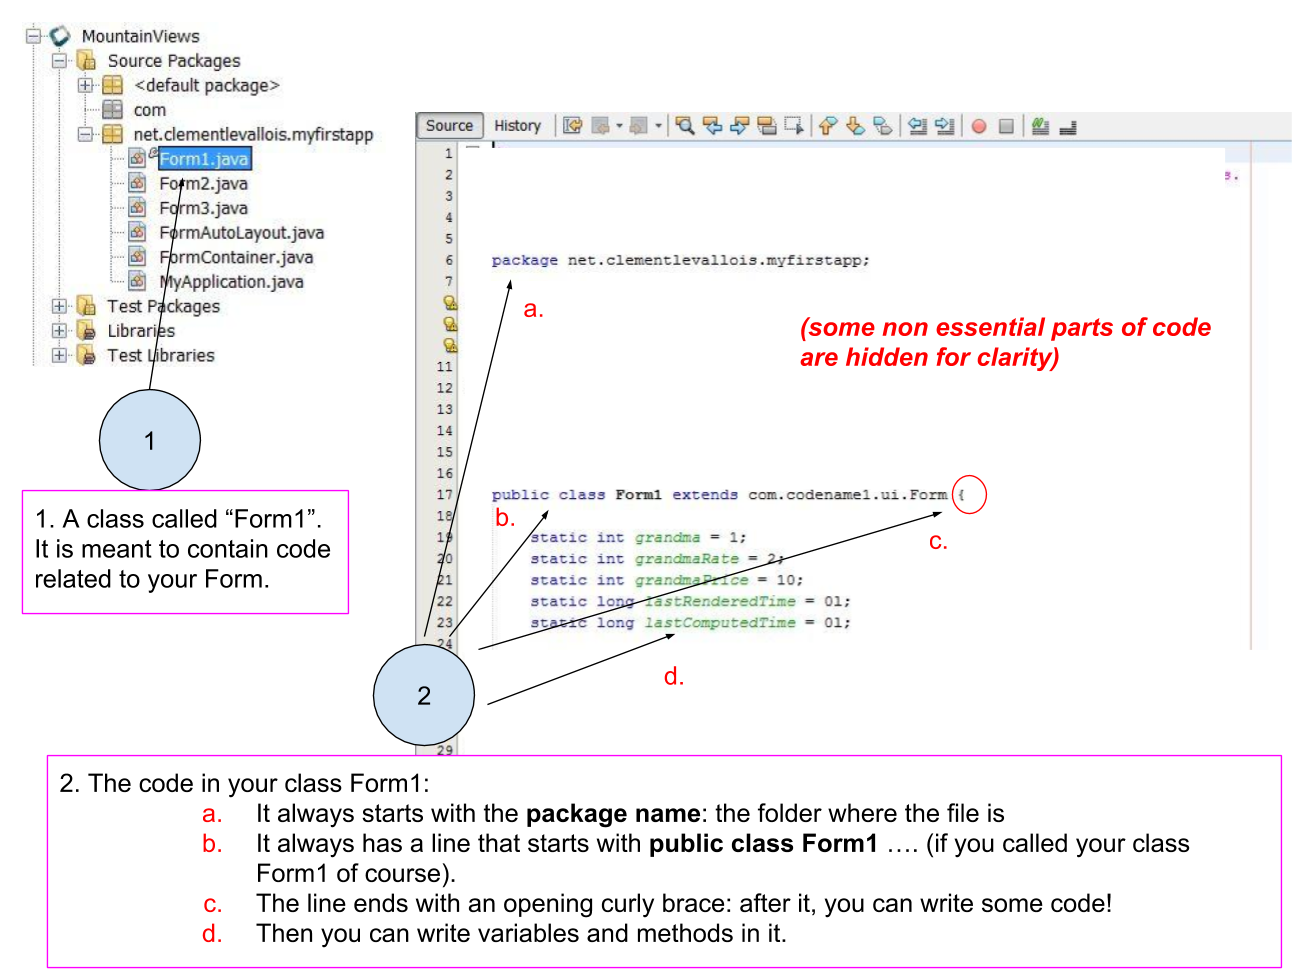 MountainViews
Source Packages
<default package>
com
net.clementlevallois.myfirstapp
Form1.java
Form2.java
Form3.java
FormAutoLayout.java
FormContainer.java
MyApplication.java
Test Packages
Libraries
Test Libraries
1
1. A class called “Form1”.
It is meant to contain code
related to your Form.
Source History
1
2 s.
3
4
5
6 package net.clementlevallois.myfirstapp;
7
a.
(some non essential parts of code
are hidden for clarity)
11
12
13
14
15
16
17 public class Form1 extends com.codename1.ui.Form {
18
b.
c.
19 static int grandma = 1;
20 static int grandmaRate = 2;
21 static int grandmaPrice = 10;
22 static long lastRenderedTime = 0l;
23 static long lastComputedTime = 0l;
24
d.
2
29
2. The code in your class Form1:
a. It always starts with the package name: the folder where the file is
b. It always has a line that starts with public class Form1 …. (if you called your class
Form1 of course).
c. The line ends with an opening curly brace: after it, you can write some code!
d. Then you can write variables and methods in it.